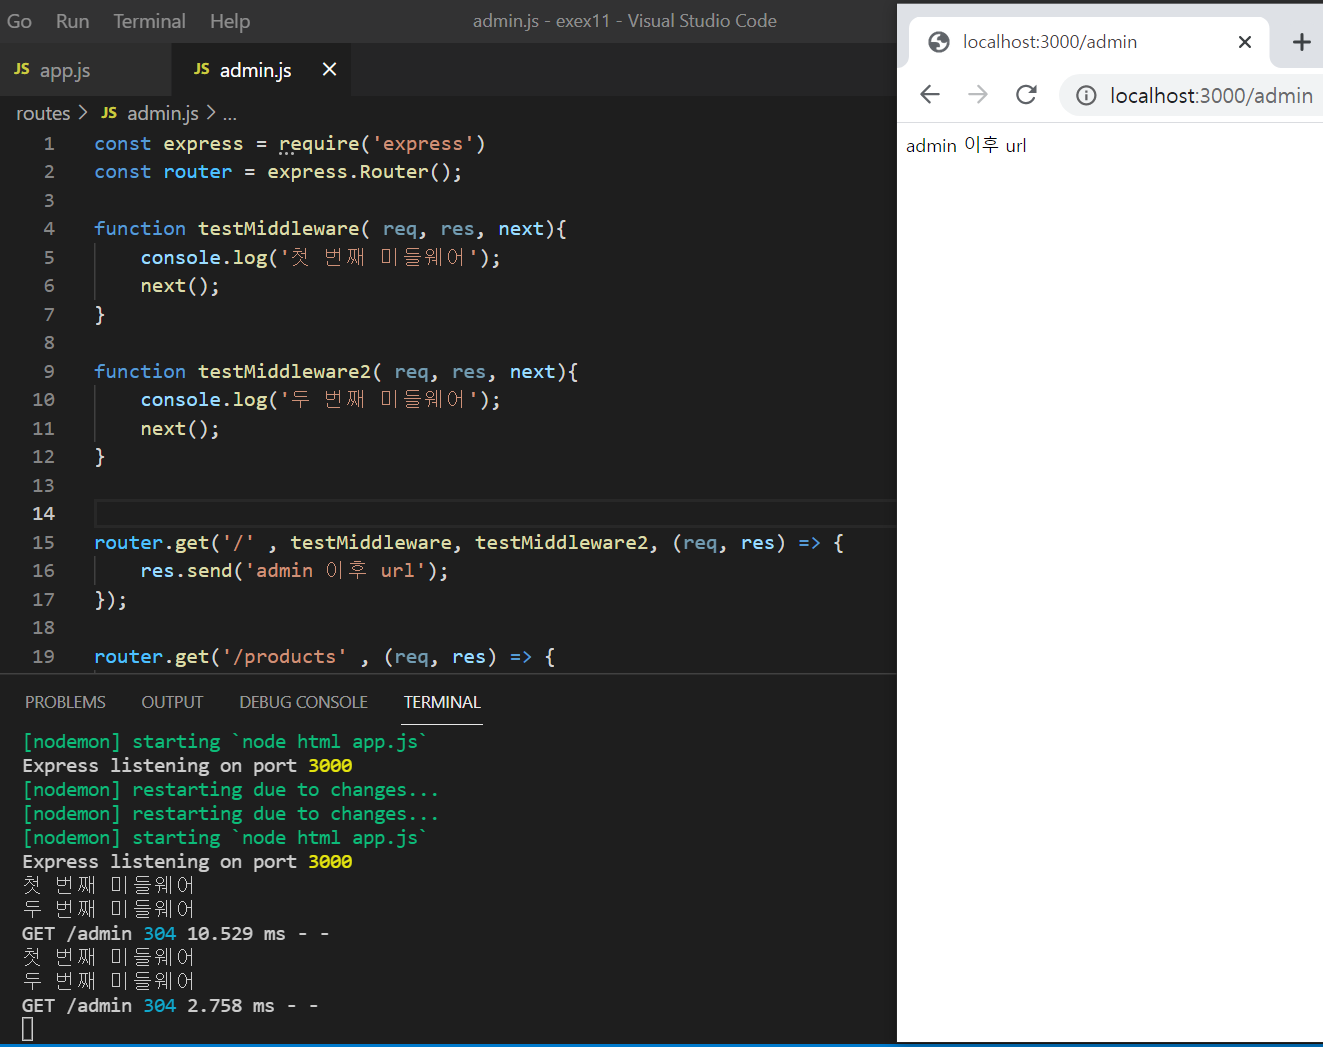 Go Run Terminal Help admin.js - exex11 - Visual Studio Code
JS app.js JS admin.js
routes > JS admin.js > ...
1 const express = require('express')
2 const router = express.Router();
3
4 function testMiddleware( req, res, next){
5 console.log('첫 번째 미들웨어');
6 next();
7 }
8
9 function testMiddleware2( req, res, next){
10 console.log('두 번째 미들웨어');
11 next();
12 }
13
14
15 router.get('/' , testMiddleware, testMiddleware2, (req, res) => {
16 res.send('admin 이후 url');
17 });
18
19 router.get('/products' , (req, res) => {
PROBLEMS OUTPUT DEBUG CONSOLE TERMINAL
[nodemon] starting `node html app.js`
Express listening on port 3000
[nodemon] restarting due to changes...
[nodemon] restarting due to changes...
[nodemon] starting `node html app.js`
Express listening on port 3000
첫 번째 미들웨어
두 번째 미들웨어
GET /admin 304 10.529 ms - -
첫 번째 미들웨어
두 번째 미들웨어
GET /admin 304 2.758 ms - -
localhost:3000/admin
localhost:3000/admin
admin 이후 url